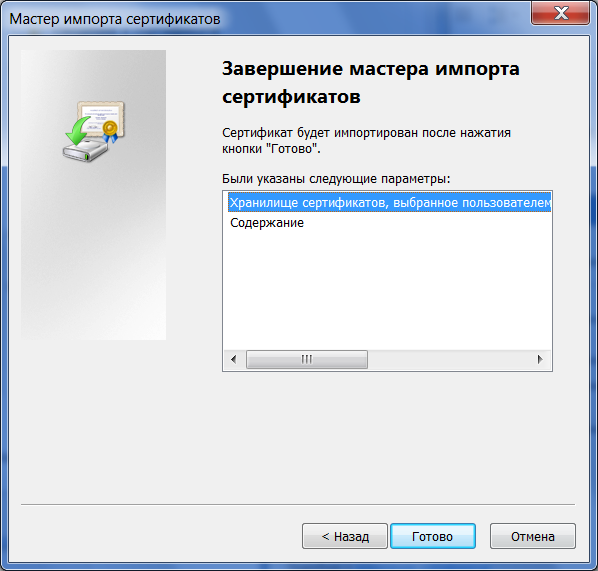 Мастер импорта сертификатов
Завершение мастера импорта
сертификатов
Сертификат будет импортирован после нажатия
кнопки "Готово".
Были указаны следующие параметры:
Хранилище сертификатов, выбранное пользователем
Содержание
< Назад
Готово
Отмена